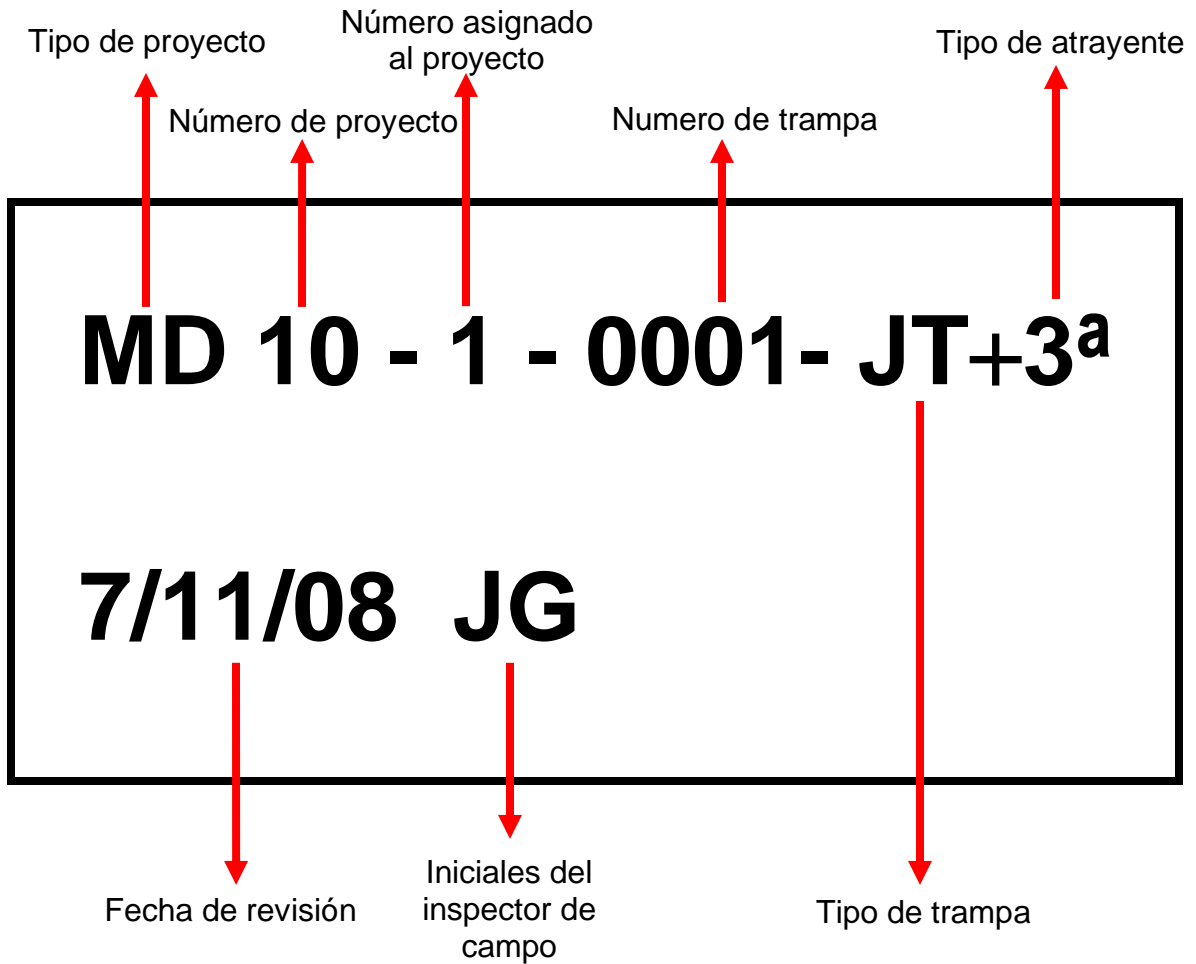 Tipo de proyecto
Número asignado
al proyecto
Tipo de atrayente
Número de proyecto
Numero de trampa
MD 10 - 1 - 0001- JT+3ª
7/11/08 JG
Fecha de revisión
Iniciales del
inspector de
campo
Tipo de trampa